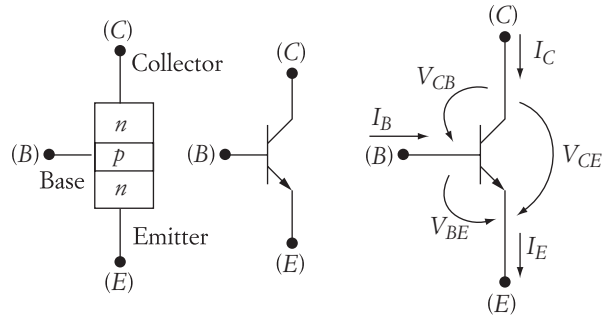 (C)
Collector
n
p
n
(B)
Base
Emitter
(E)
(C)
(B)
(E)
(C)
I_C
V_CB
I_B
(B)
V_CE
V_BE
I_E
(E)